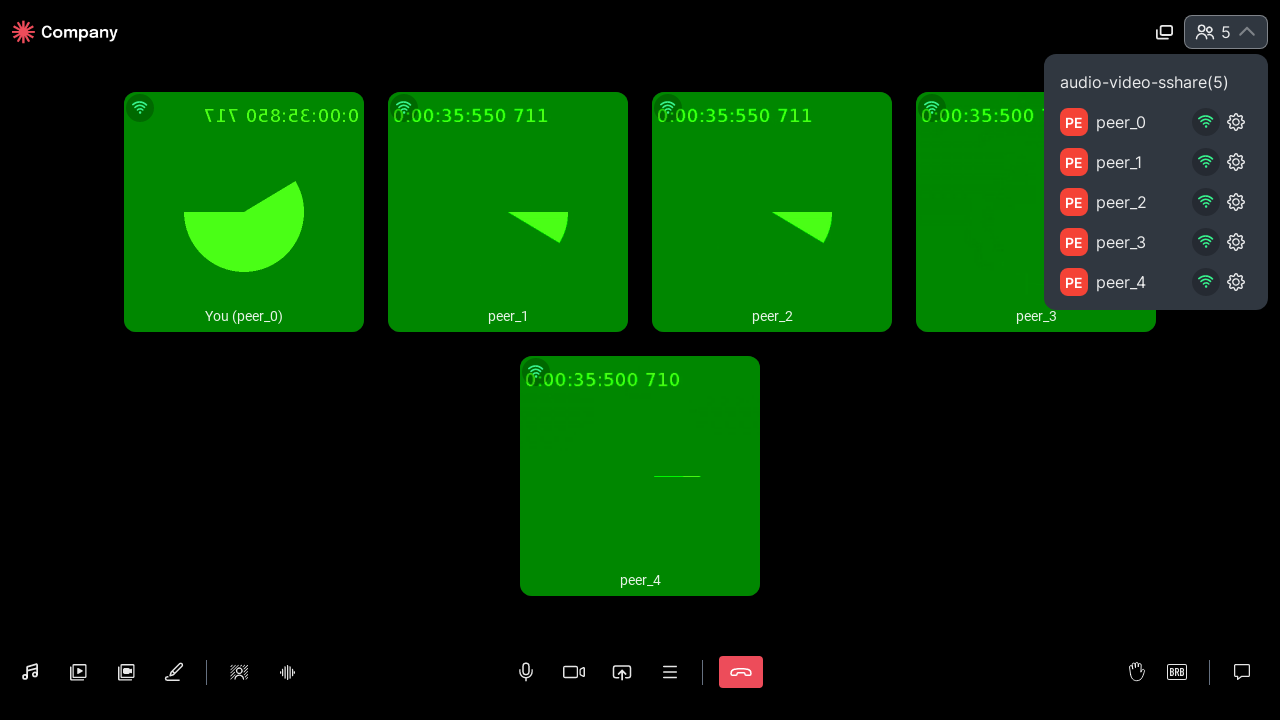 Company
5
audio-video-sshare(5)
PE peer_0
PE peer_1
PE peer_2
PE peer_3
PE peer_4
0:00:35:850 717
0:00:35:550 711
0:00:35:550 711
0:00:35:500
You (peer_0)
peer_1
peer_2
peer_3
0:00:35:500 710
peer_4
BRB